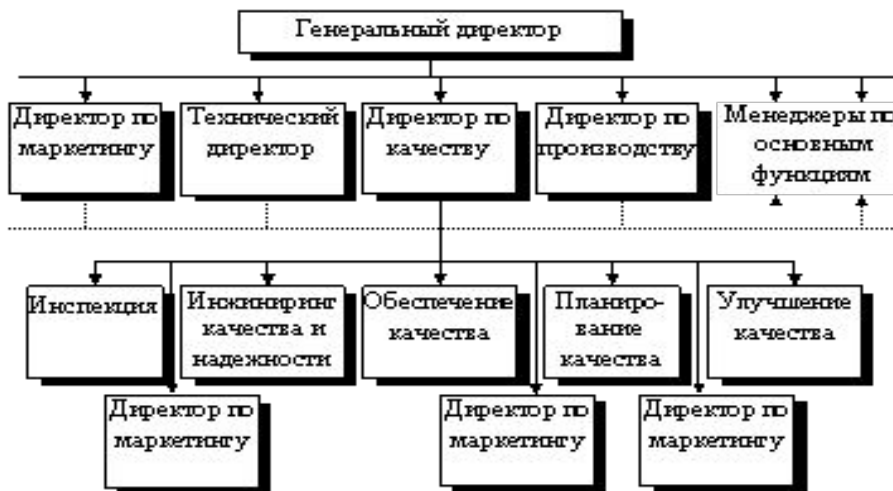 Генеральный директор
Директор по
маркетингу
Технический
директор
Директор по
качеству
Директор по
производству
Менеджеры по
основным
функциям
Инспекция
Инжиниринг
качества и
надежности
Обеспечение
качества
Планиро-
вание
качества
Улучшение
качества
Директор по
маркетингу
Директор по
маркетингу
Директор по
маркетингу